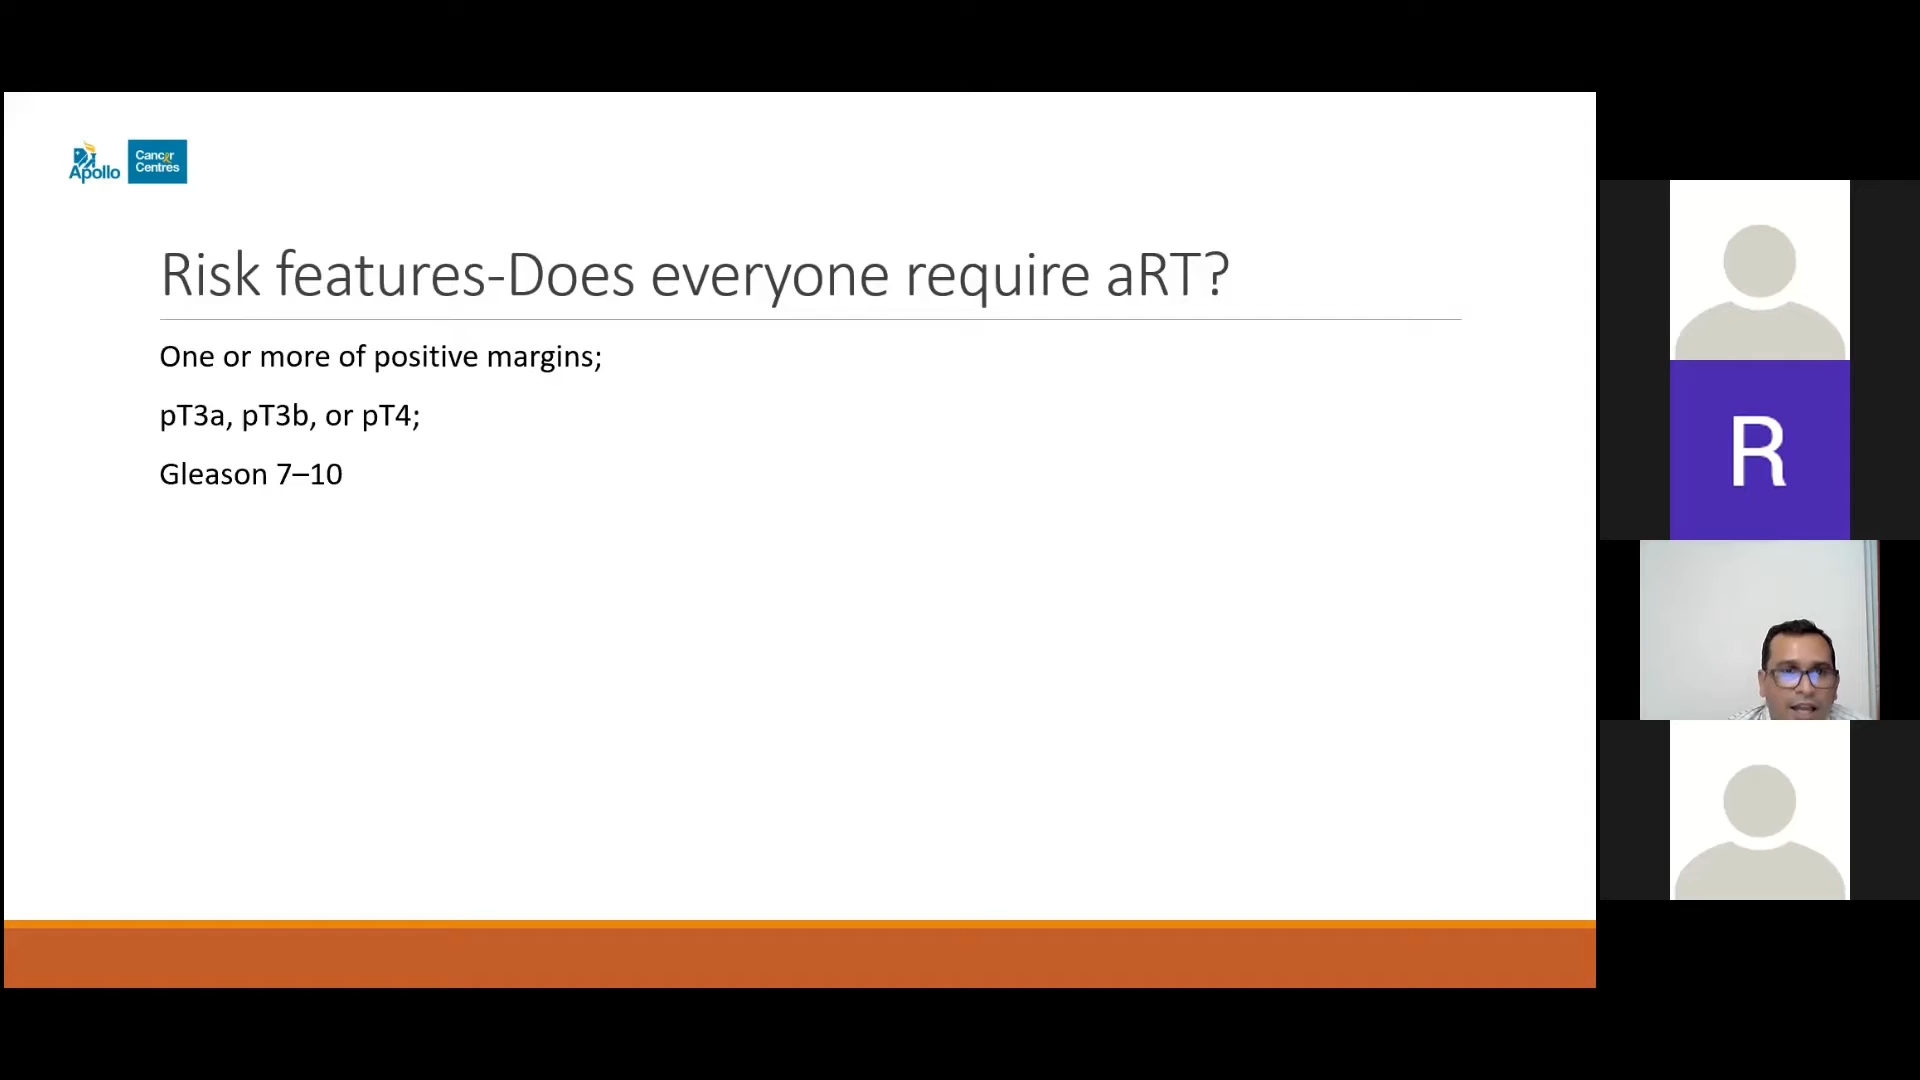 Apollo
Cancer
Centres
Risk features-Does everyone require aRT?
One or more of positive margins;
pT3a, pT3b, or pT4;
Gleason 7–10
R